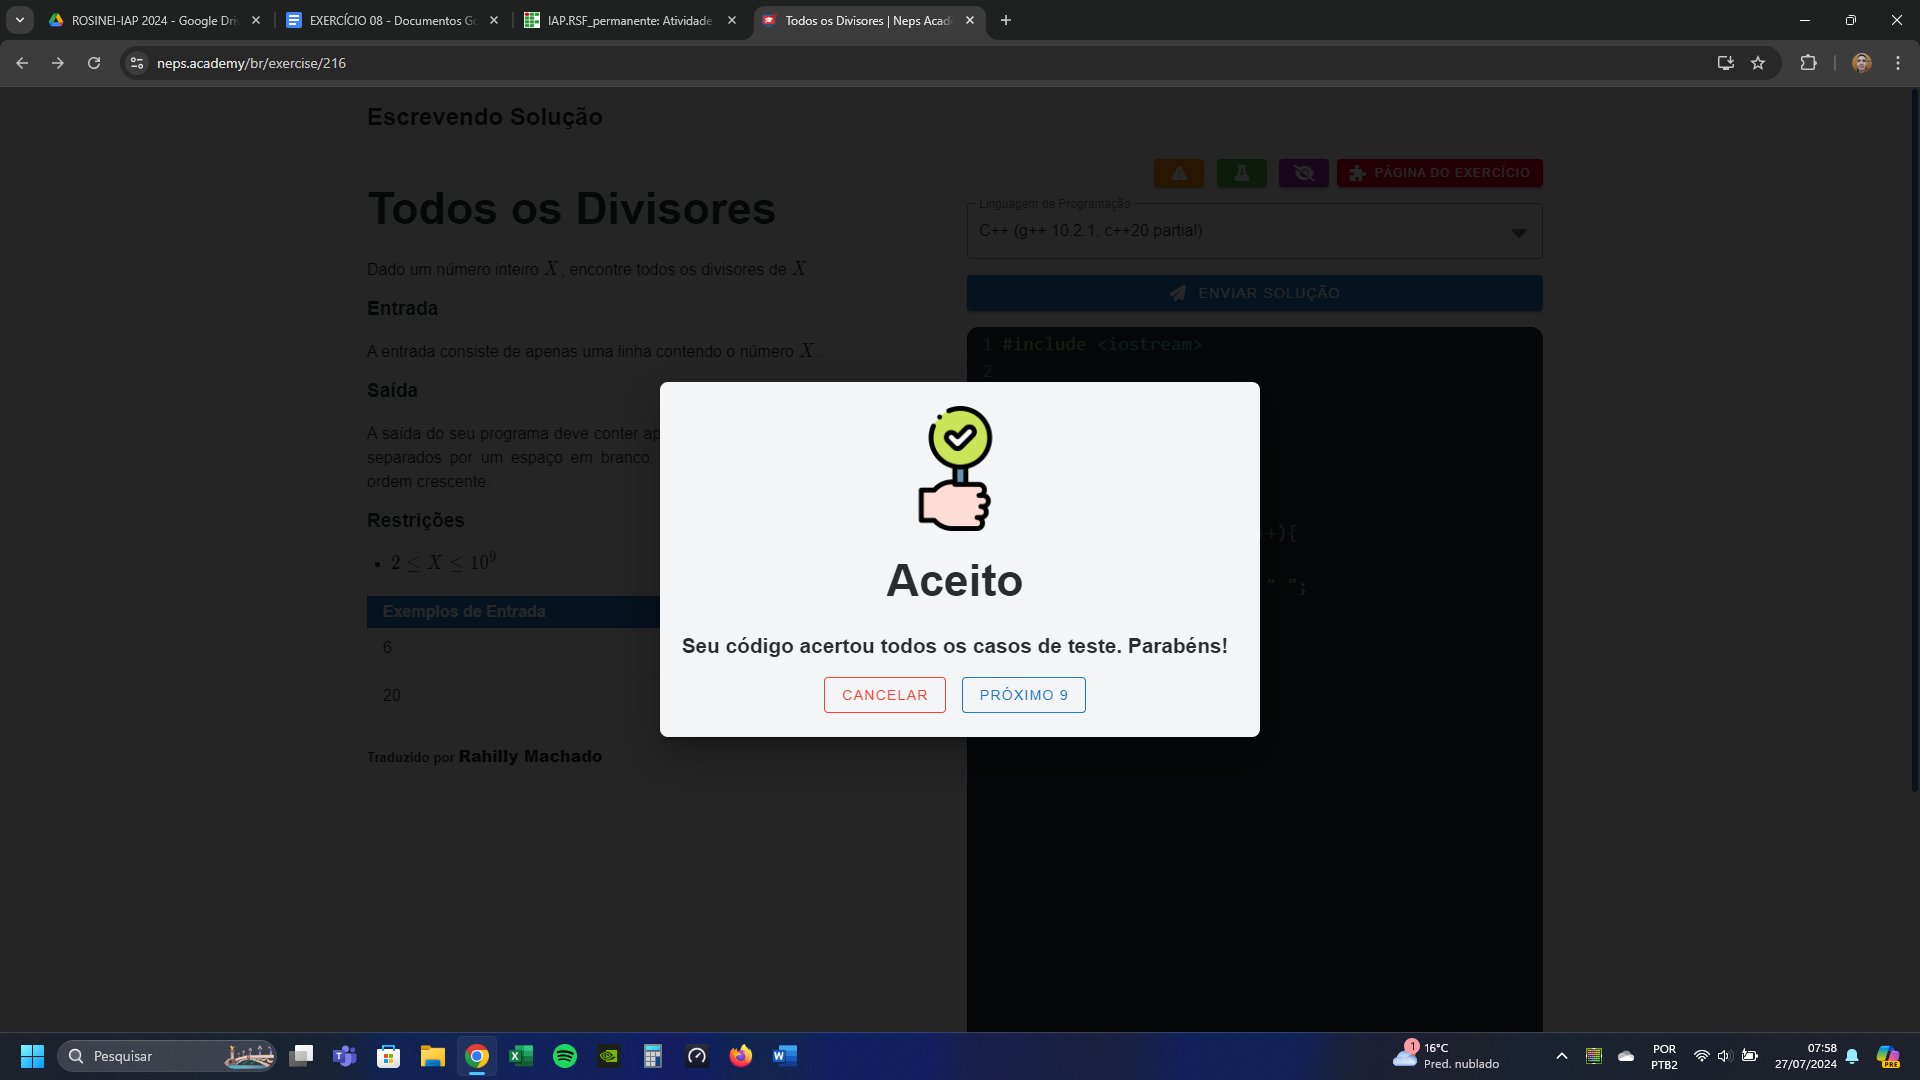 ROSINEI-IAP 2024 - Google Dri
EXERCÍCIO 08 - Documentos G
IAP.RSF_permanente: Atividade
Todos os Divisores | Neps Acad
neps.academy/br/exercise/216
Escrevendo Solução
Todos os Divisores
Dado um número inteiro X, encontre todos os divisores de X.
Entrada
A entrada consiste de apenas uma linha contendo o número X.
Saída
A saída do seu programa deve conter ap
separados por um espaço em branco.
ordem crescente.
Restrições
• 2 ≤ X ≤ 10⁹
Exemplos de Entrada
6
20
Traduzido por Rahilly Machado
PÁGINA DO EXERCÍCIO
Linguagem de Programação
C++ (g++ 10.2.1; c++20 partial)
ENVIAR SOLUÇÃO
1 #include <iostream>
2
++){
" ";
Aceito
Seu código acertou todos os casos de teste. Parabéns!
CANCELAR
PRÓXIMO 9
Pesquisar
1
16°C
Pred. nublado
POR
PTB2
07:58
27/07/2024
PRE